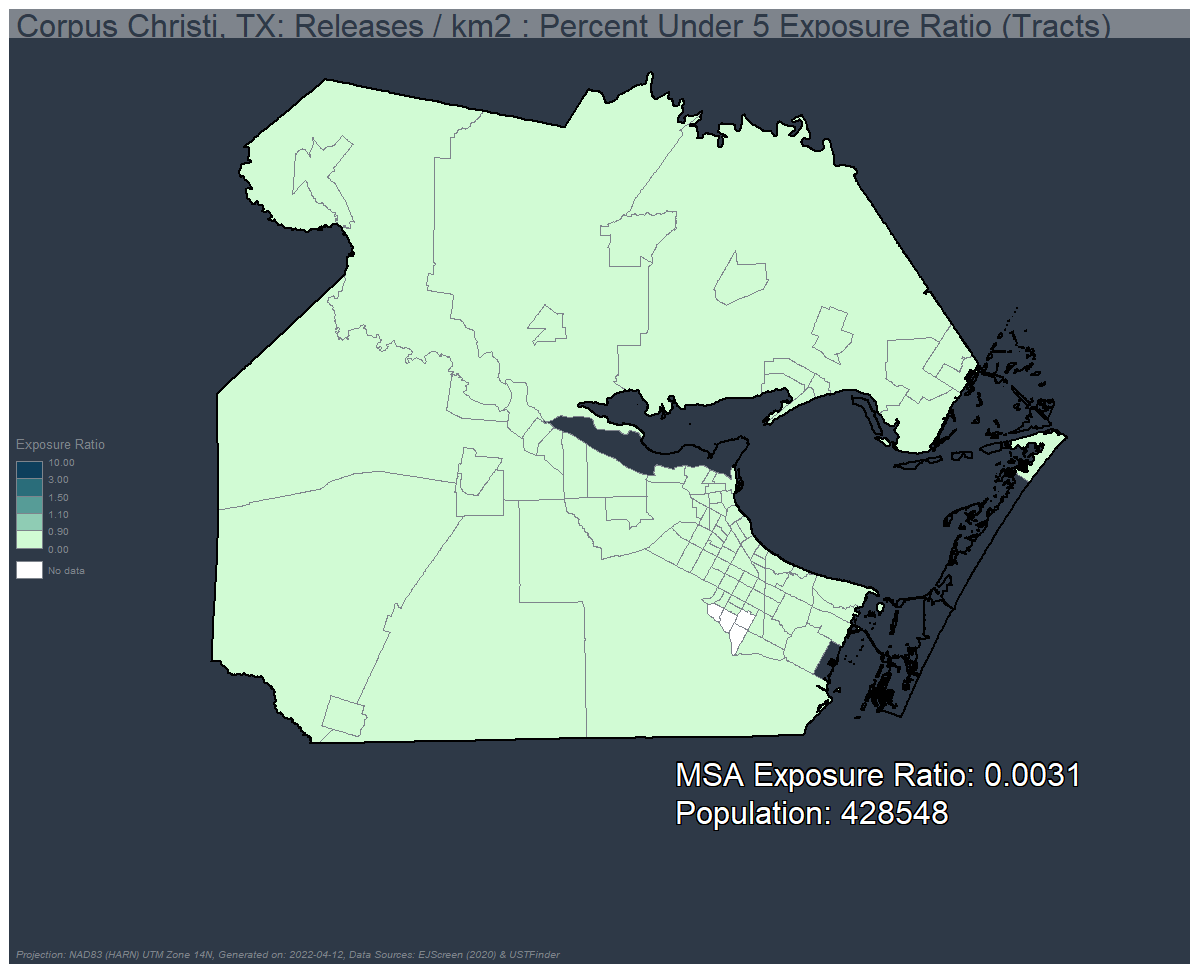 Corpus Christi, TX: Releases / km2 : Percent Under 5 Exposure Ratio (Tracts)
Exposure Ratio
10.00
3.00
1.50
1.10
0.90
0.00
No data
MSA Exposure Ratio: 0.0031
Population: 428548
Projection: NAD83 (HARN) UTM Zone 14N, Generated on: 2022-04-12, Data Sources: EJScreen (2020) & USTFinder